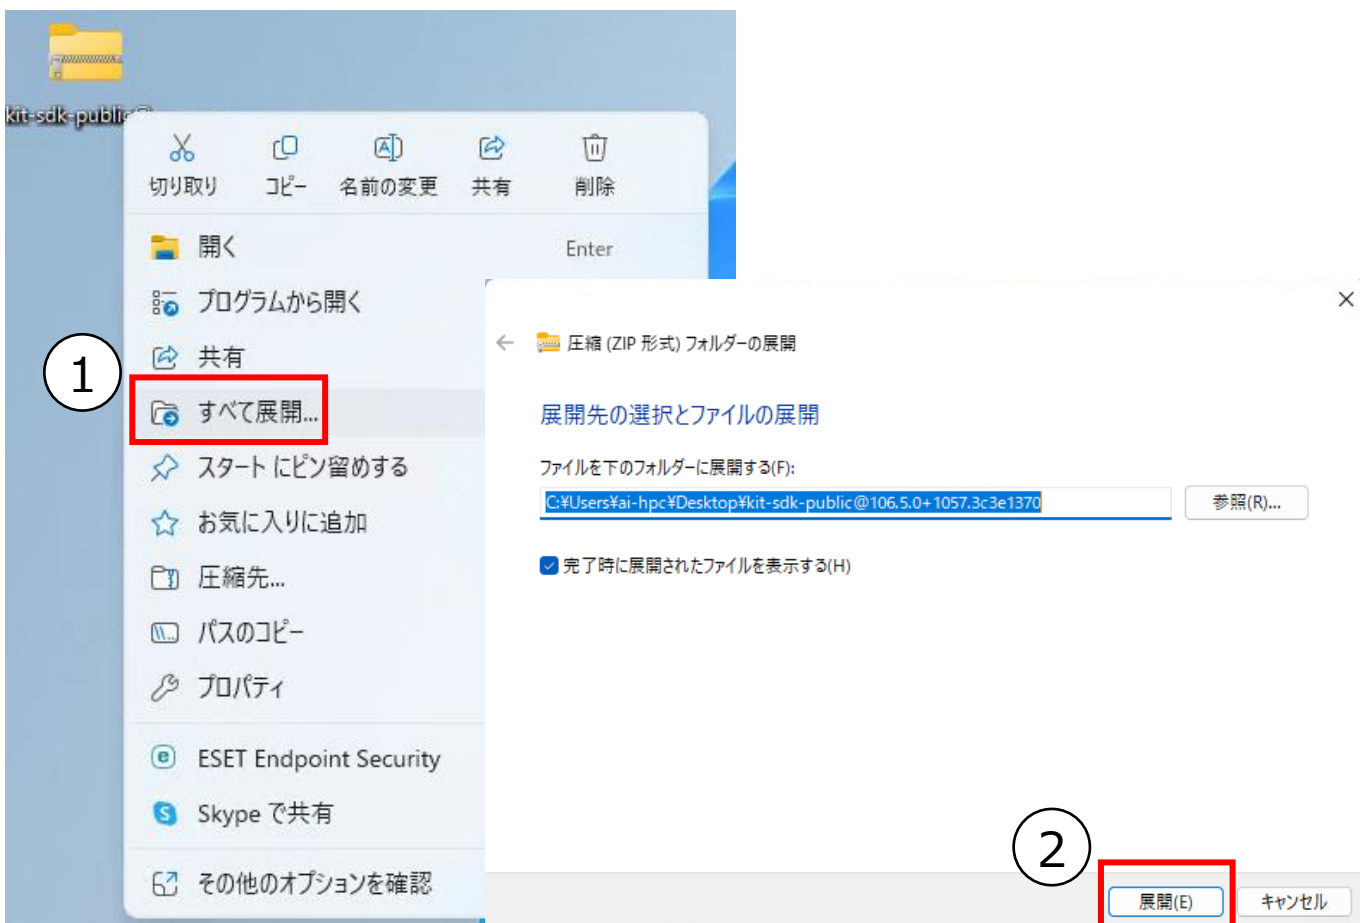 kit-sdk-public@
切り取り
コピー
名前の変更
共有
削除
開く
Enter
プログラムから開く
共有
1
すべて展開...
スタート にピン留めする
お気に入りに追加
圧縮先...
パスのコピー
プロパティ
ESET Endpoint Security
Skype で共有
その他のオプションを確認
圧縮 (ZIP 形式) フォルダーの展開
展開先の選択とファイルの展開
ファイルを下のフォルダーに展開する(F):
C:¥Users¥ai-hpc¥Desktop¥kit-sdk-public@106.5.0+1057.3c3e1370
参照(R)...
完了時に展開されたファイルを表示する(H)
2
展開(E)
キャンセル